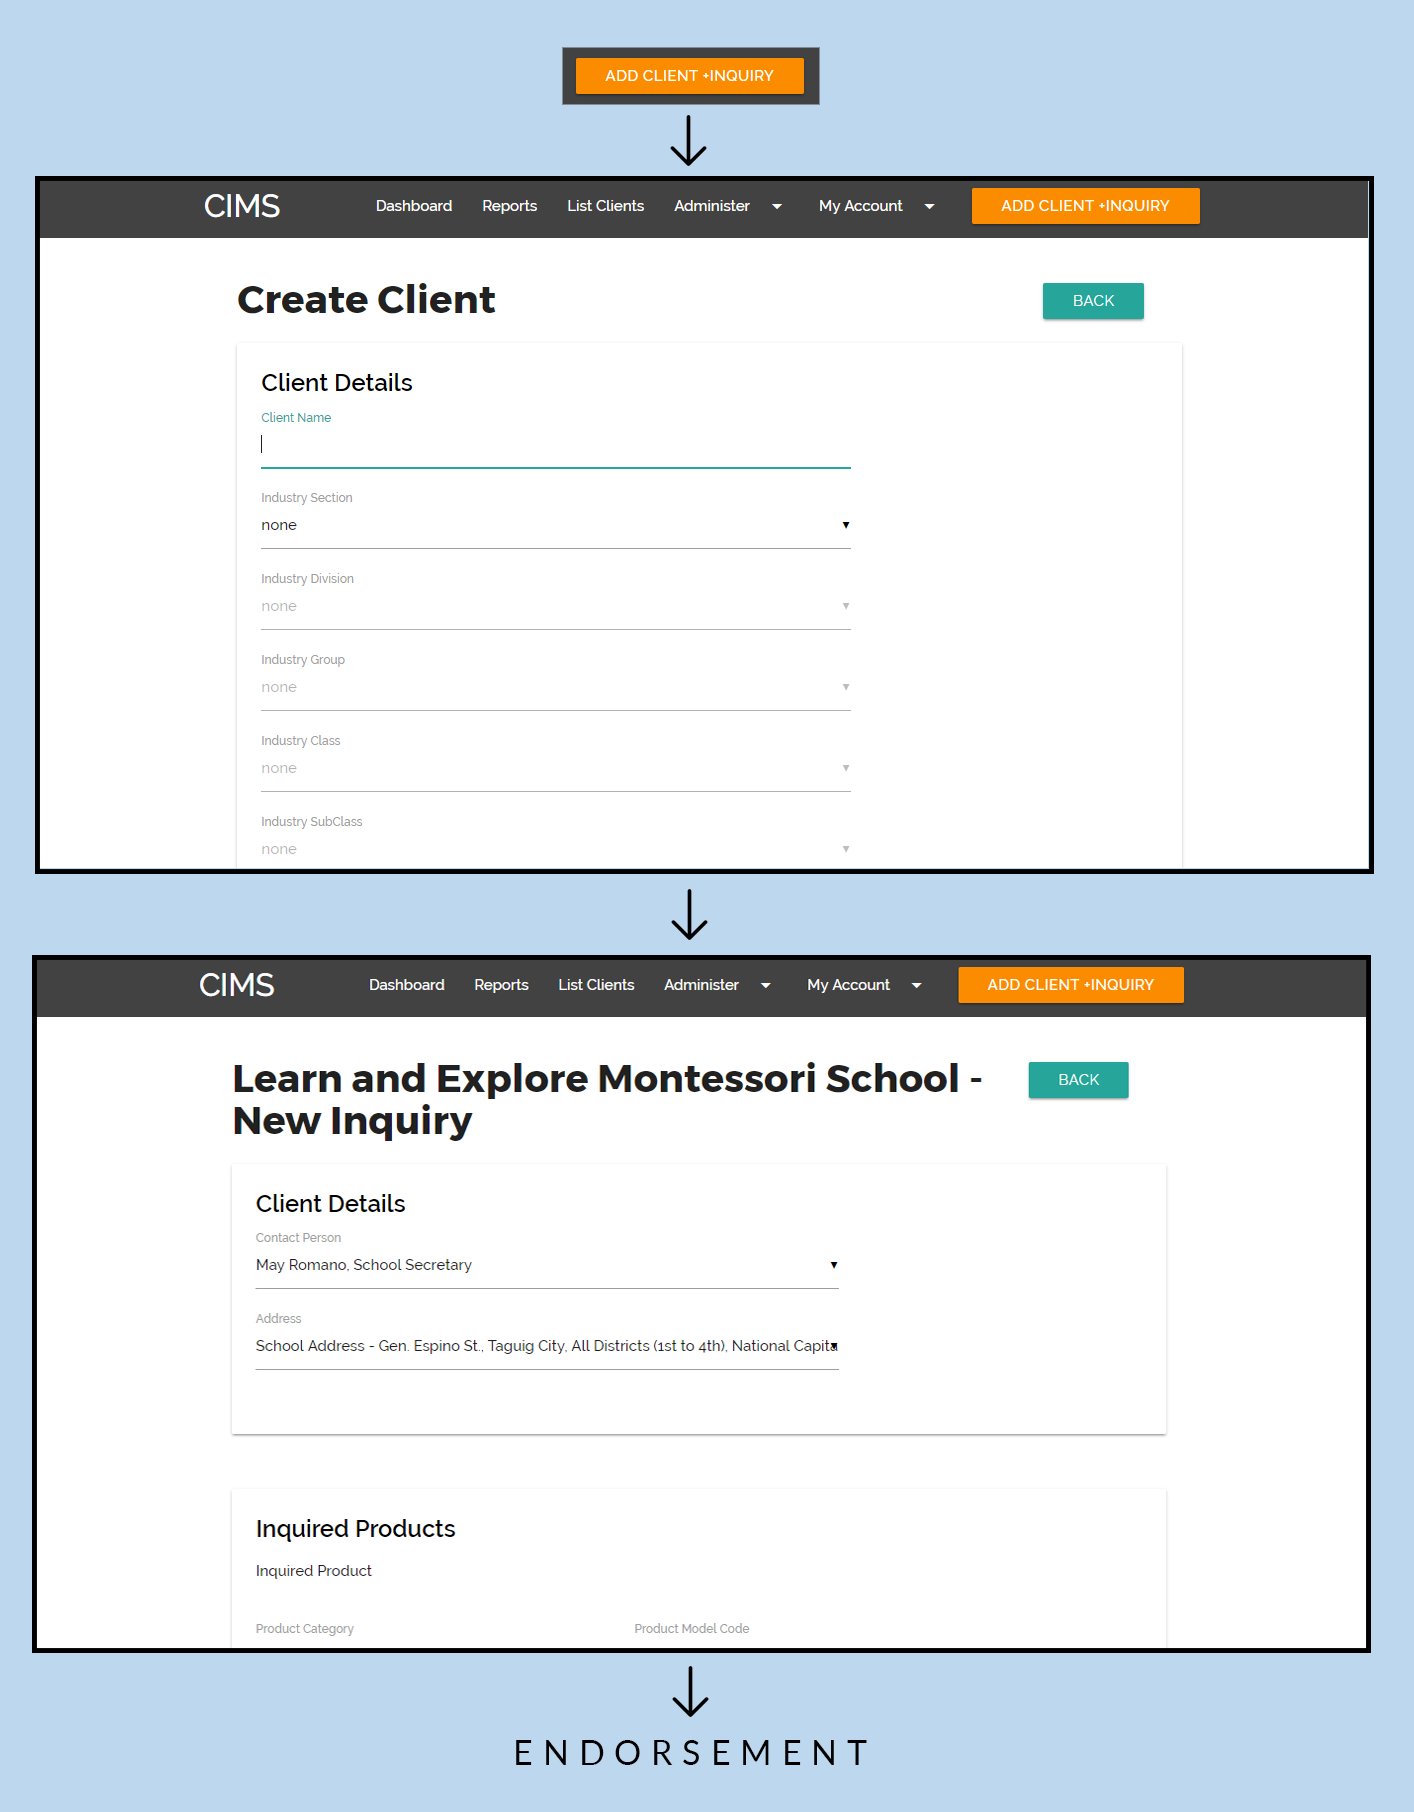 ADD CLIENT +INQUIRY
CIMS Dashboard Reports List Clients Administer My Account ADD CLIENT +INQUIRY
Create Client BACK
Client Details
Client Name
Industry Section
none
Industry Division
none
Industry Group
none
Industry Class
none
Industry SubClass
none
CIMS Dashboard Reports List Clients Administer My Account ADD CLIENT +INQUIRY
Learn and Explore Montessori School - BACK
New Inquiry
Client Details
Contact Person
May Romano, School Secretary
Address
School Address - Gen. Espino St., Taguig City, All Districts (1st to 4th), National Capita
Inquired Products
Inquired Product
Product Category Product Model Code
ENDORSEMENT